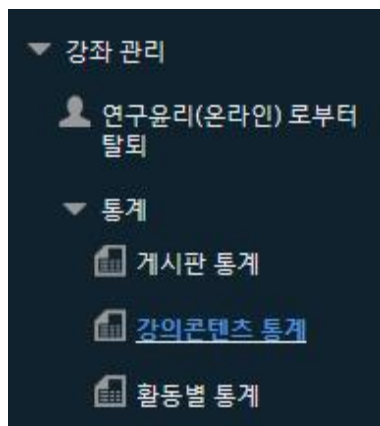 강좌 관리
연구윤리(온라인) 로부터
탈퇴
통계
게시판 통계
강의콘텐츠 통계
활동별 통계